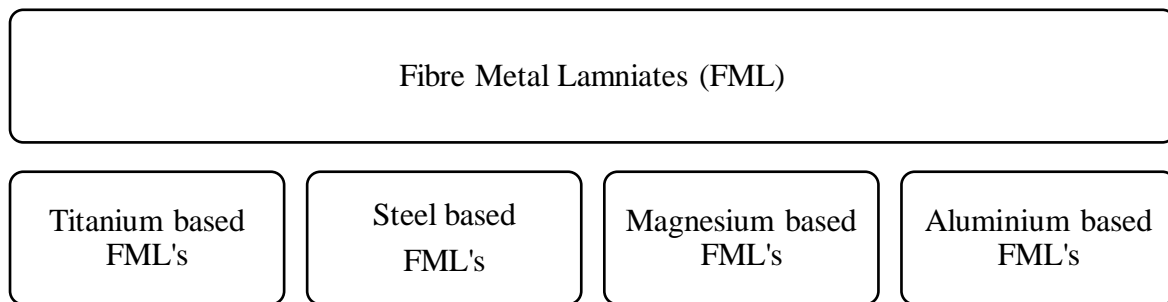 Fibre Metal Lamniates (FML)
Titanium based
FML's
Steel based
FML's
Magnesium based
FML's
Aluminium based
FML's